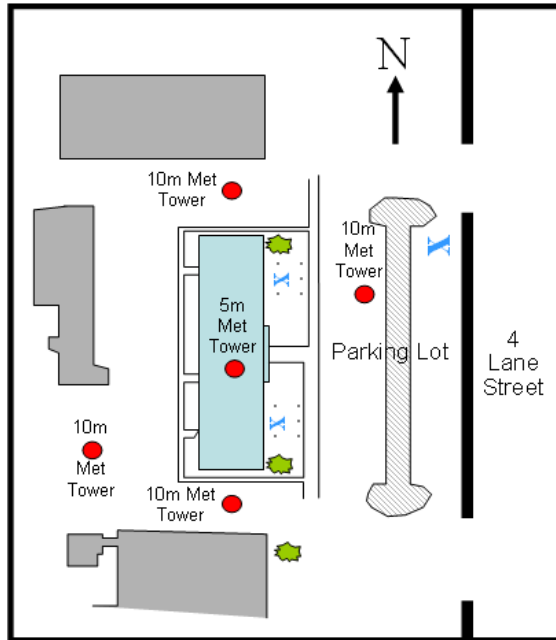 N
10m Met
Tower
10m
Met
Tower
5m
Met
Tower
Parking Lot
4
Lane
Street
10m
Met
Tower
10m Met
Tower
X
X
X